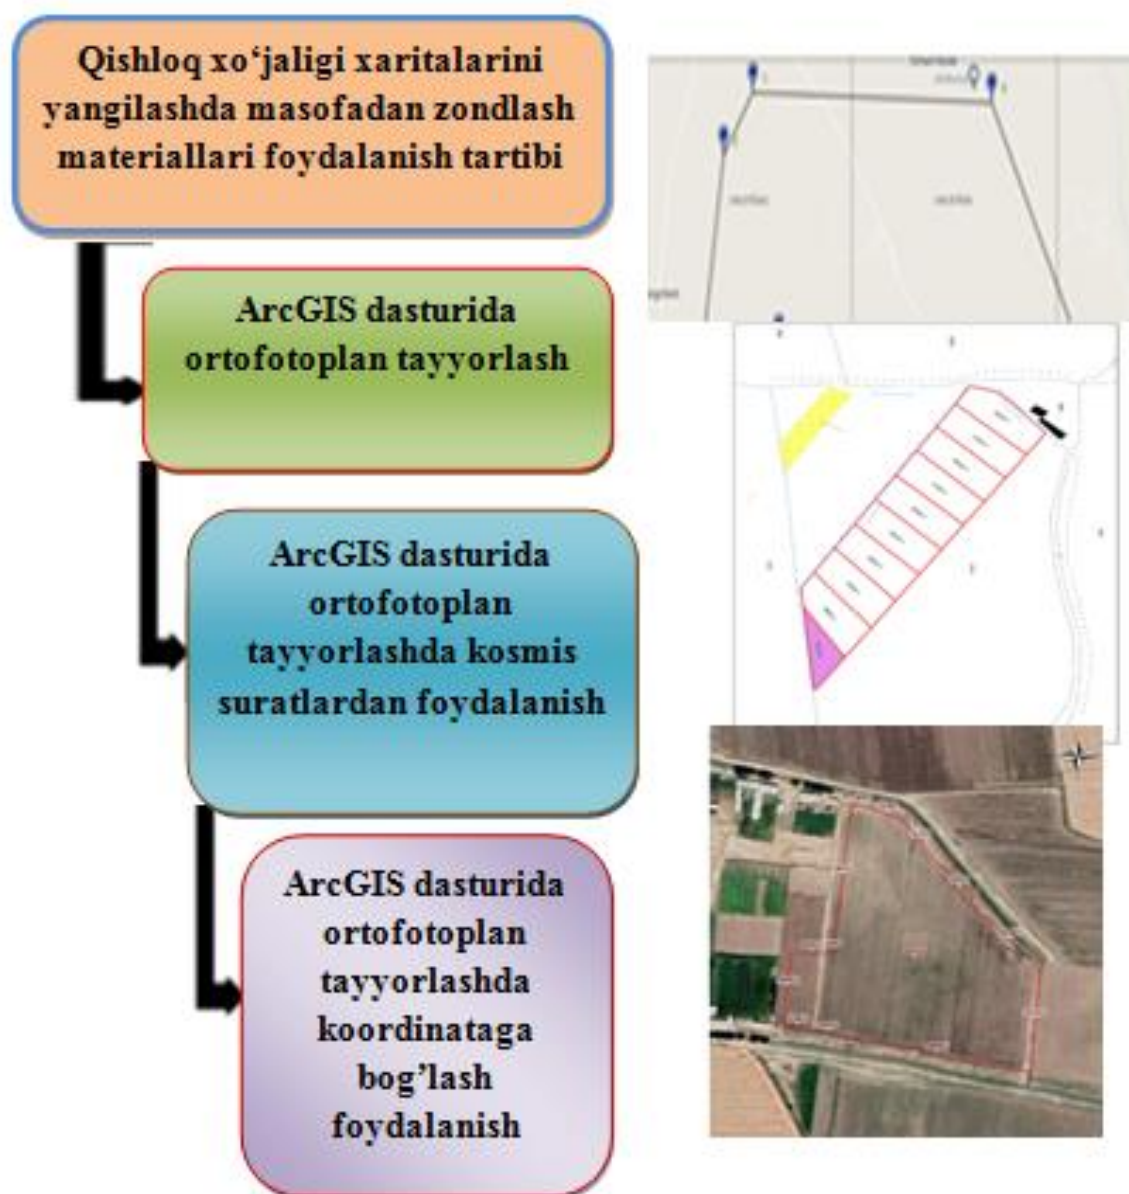 Qishloq xo‘jaligi xaritalarini
yangilashda masofadan zondlash
materiallari foydalanish tartibi
ArcGIS dasturida
ortofotoplan tayyorlash
ArcGIS dasturida
ortofotoplan
tayyorlashda kosmis
suratlardan foydalanish
ArcGIS dasturida
ortofotoplan
tayyorlashda
koordinataga
bog’lash
foydalanish